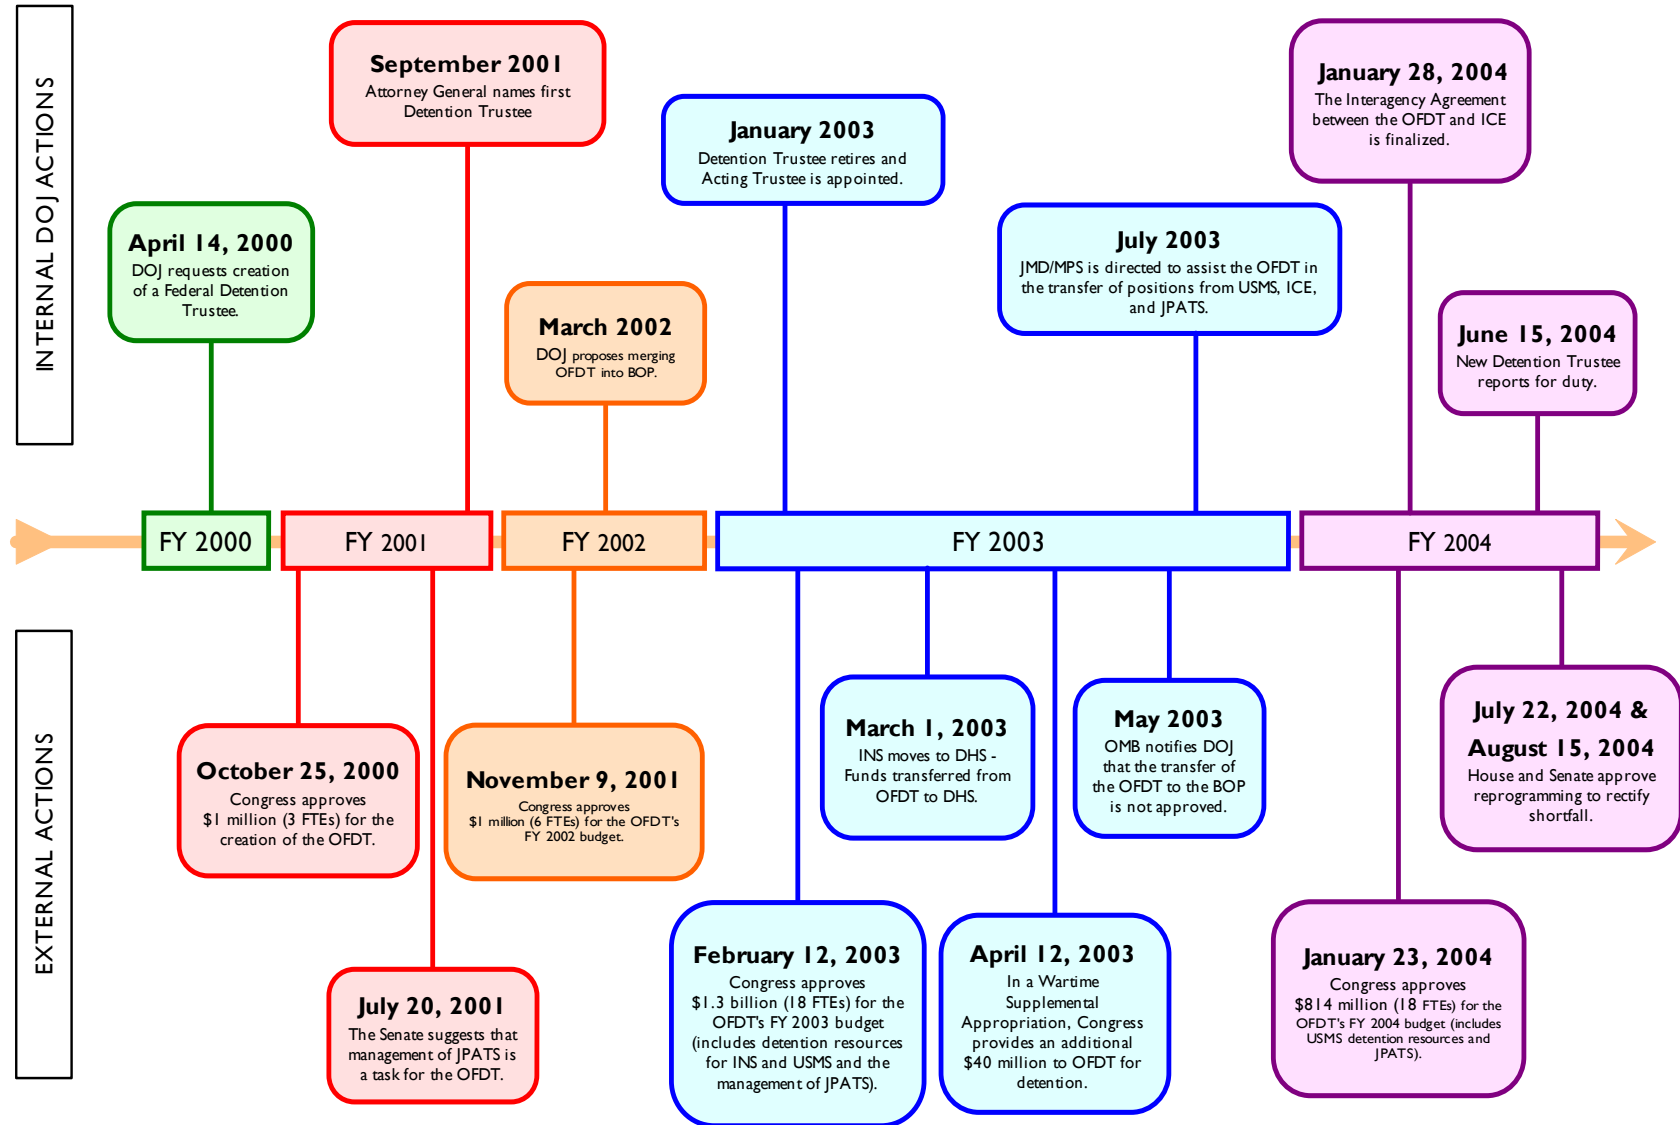 INTERNAL DOJ ACTIONS
September 2001
Attorney General names first
Detention Trustee
January 28, 2004
The Interagency Agreement
between the OFDT and ICE
is finalized.
January 2003
Detention Trustee retires and
Acting Trustee is appointed.
April 14, 2000
DOJ requests creation
of a Federal Detention
Trustee.
July 2003
JMD/MPS is directed to assist the OFDT in
the transfer of positions from USMS, ICE,
and JPATS.
March 2002
DOJ proposes merging
OFDT into BOP.
June 15, 2004
New Detention Trustee
reports for duty.
FY 2000
FY 2001
FY 2002
FY 2003
FY 2004
EXTERNAL ACTIONS
October 25, 2000
Congress approves
$1 million (3 FTEs) for the
creation of the OFDT.
November 9, 2001
Congress approves
$1 million (6 FTEs) for the OFDT's
FY 2002 budget.
March 1, 2003
INS moves to DHS -
Funds transferred from
OFDT to DHS.
May 2003
OMB notifies DOJ
that the transfer of
the OFDT to the BOP
is not approved.
July 22, 2004 &
August 15, 2004
House and Senate approve
reprogramming to rectify
shortfall.
July 20, 2001
The Senate suggests that
management of JPATS is
a task for the OFDT.
February 12, 2003
Congress approves
$1.3 billion (18 FTEs) for the
OFDT's FY 2003 budget
(includes detention resources
for INS and USMS and the
management of JPATS).
April 12, 2003
In a Wartime
Supplemental
Appropriation, Congress
provides an additional
$40 million to OFDT for
detention.
January 23, 2004
Congress approves
$814 million (18 FTEs) for the
OFDT's FY 2004 budget (includes
USMS detention resources and
JPATS).